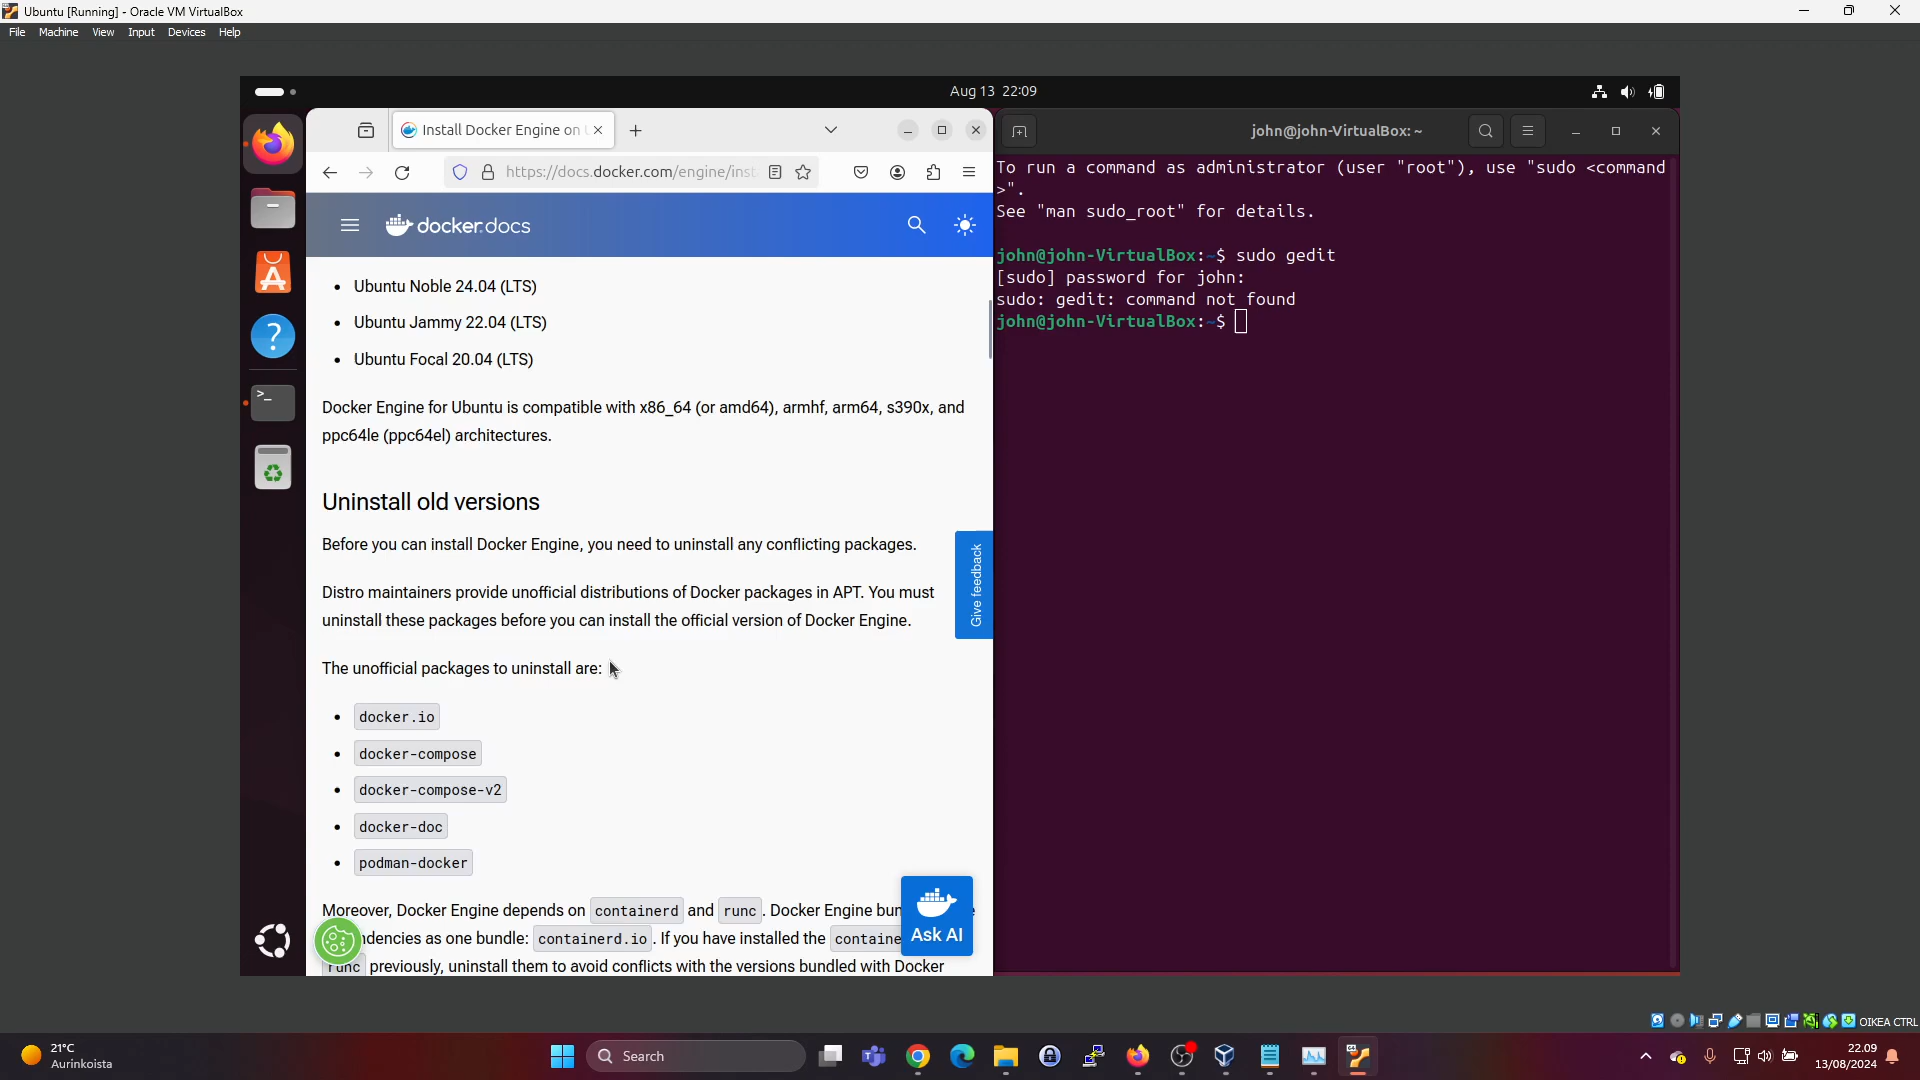 Ubuntu [Running] - Oracle VM VirtualBox
File Machine View Input Devices Help
Aug 13 22:09
Install Docker Engine on
https://docs.docker.com/engine/inst
docker.docs
Ubuntu Noble 24.04 (LTS)
Ubuntu Jammy 22.04 (LTS)
Ubuntu Focal 20.04 (LTS)
Docker Engine for Ubuntu is compatible with x86_64 (or amd64), armhf, arm64, s390x, and
ppc64le (ppc64el) architectures.
Uninstall old versions
Before you can install Docker Engine, you need to uninstall any conflicting packages.
Distro maintainers provide unofficial distributions of Docker packages in APT. You must
uninstall these packages before you can install the official version of Docker Engine.
The unofficial packages to uninstall are:
docker.io
docker-compose
docker-compose-v2
docker-doc
podman-docker
Moreover, Docker Engine depends on containerd and runc. Docker Engine bun
ndencies as one bundle: containerd.io. If you have installed the containe
runc previously, uninstall them to avoid conflicts with the versions bundled with Docker
Give feedback
Ask AI
john@john-VirtualBox: ~
To run a command as administrator (user "root"), use "sudo <command
>".
See "man sudo_root" for details.
john@john-VirtualBox:~$ sudo gedit
[sudo] password for john:
sudo: gedit: command not found
john@john-VirtualBox:~$
OIKEA CTRL
21°C
Aurinkoista
Search
22.09
13/08/2024